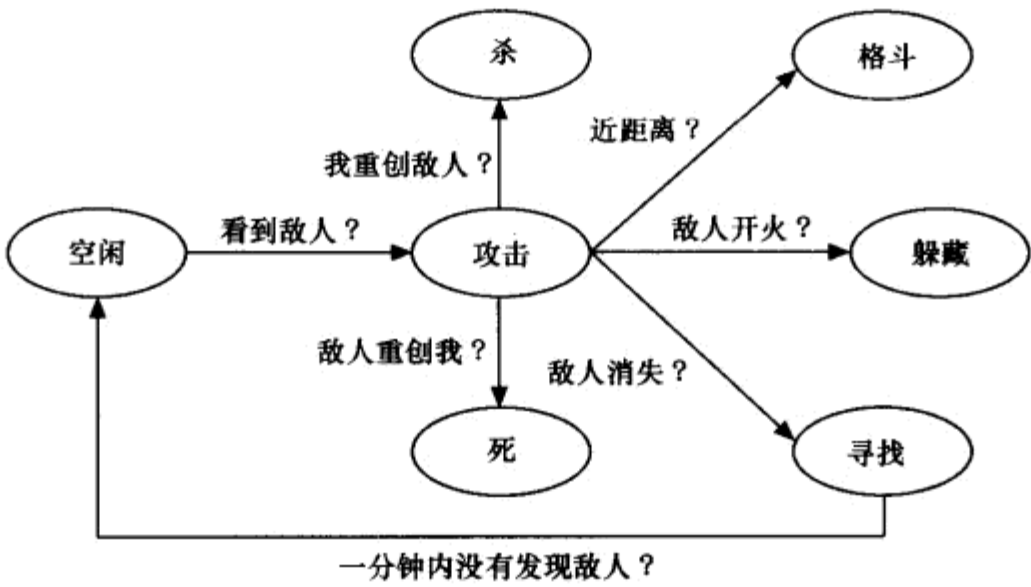 杀
格斗
近距离？
我重创敌人？
看到敌人？
敌人开火？
空闲
攻击
躲藏
敌人重创我？
敌人消失？
死
寻找
一分钟内没有发现敌人？